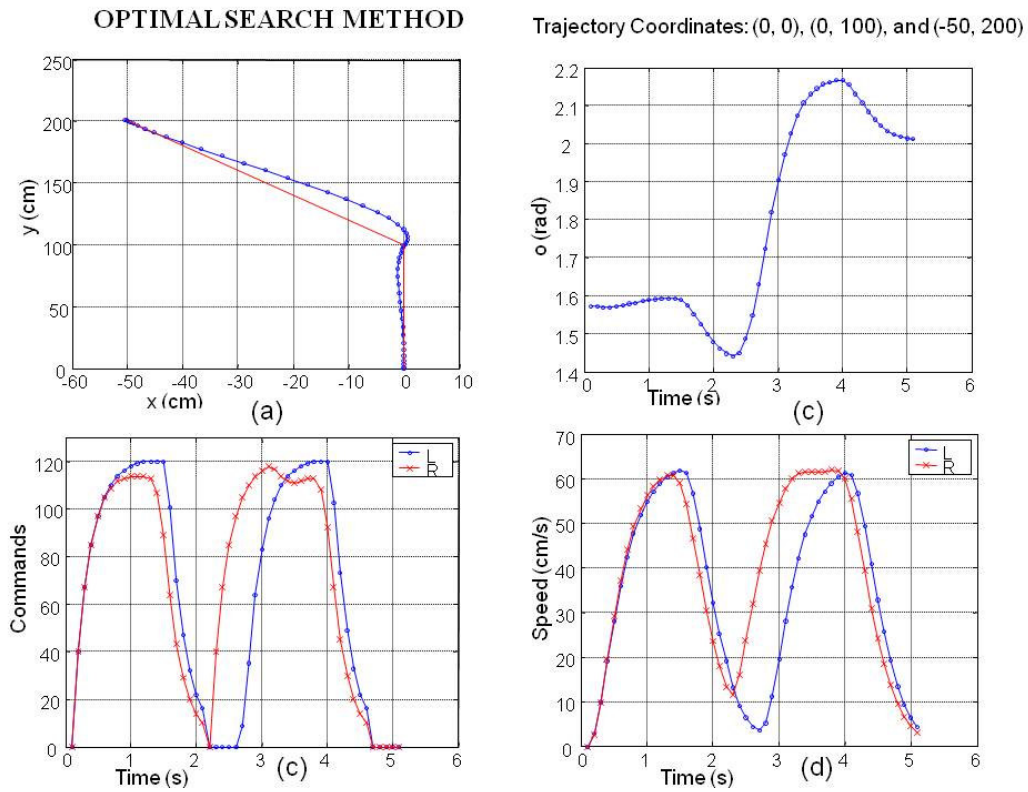 OPTIMAL SEARCH METHOD
Trajectory Coordinates: (0, 0), (0, 100), and (-50, 200)
250
200
150
100
50
0
y (cm)
-60 -50 -40 -30 -20 -10 0 10
x (cm)
(a)
2.2
2.1
2
1.9
1.8
1.7
1.6
1.5
1.4
o (rad)
0 1 2 3 4 5 6
Time (s)
(c)
120
100
80
60
40
20
0
Commands
L
R
0 1 2 3 4 5 6
Time (s)
(c)
70
60
50
40
30
20
10
0
Speed (cm/s)
L
R
0 1 2 3 4 5 6
Time (s)
(d)